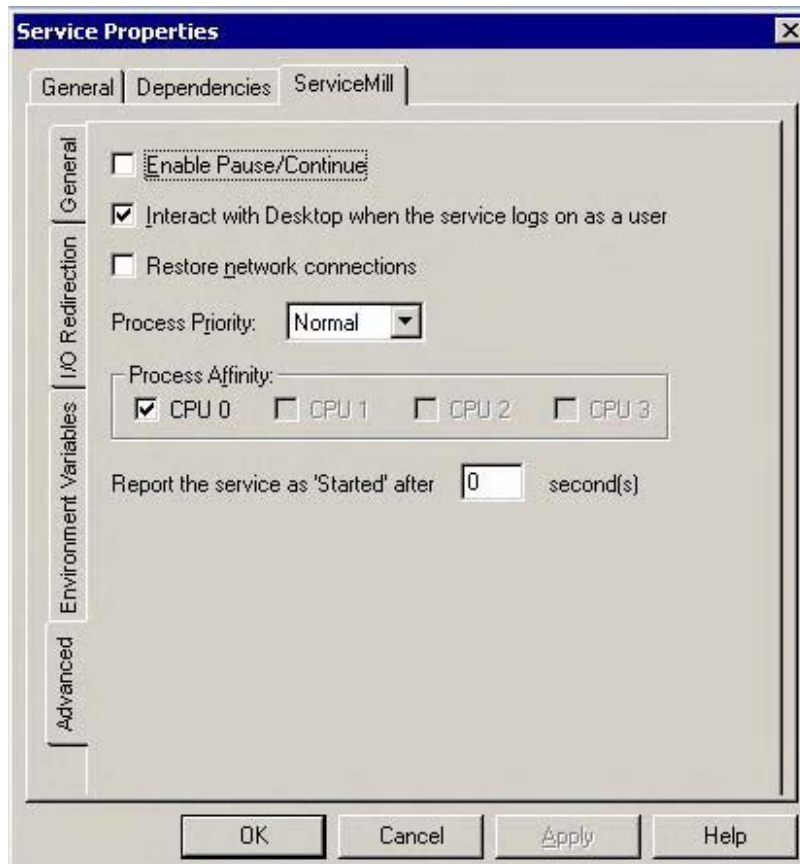 Service Properties
General Dependencies ServiceMill
General
I/O Redirection
Environment Variables
Advanced
Enable Pause/Continue
Interact with Desktop when the service logs on as a user
Restore network connections
Process Priority: Normal
Process Affinity:
CPU 0 CPU 1 CPU 2 CPU 3
Report the service as 'Started' after 0 second(s)
OK Cancel Apply Help